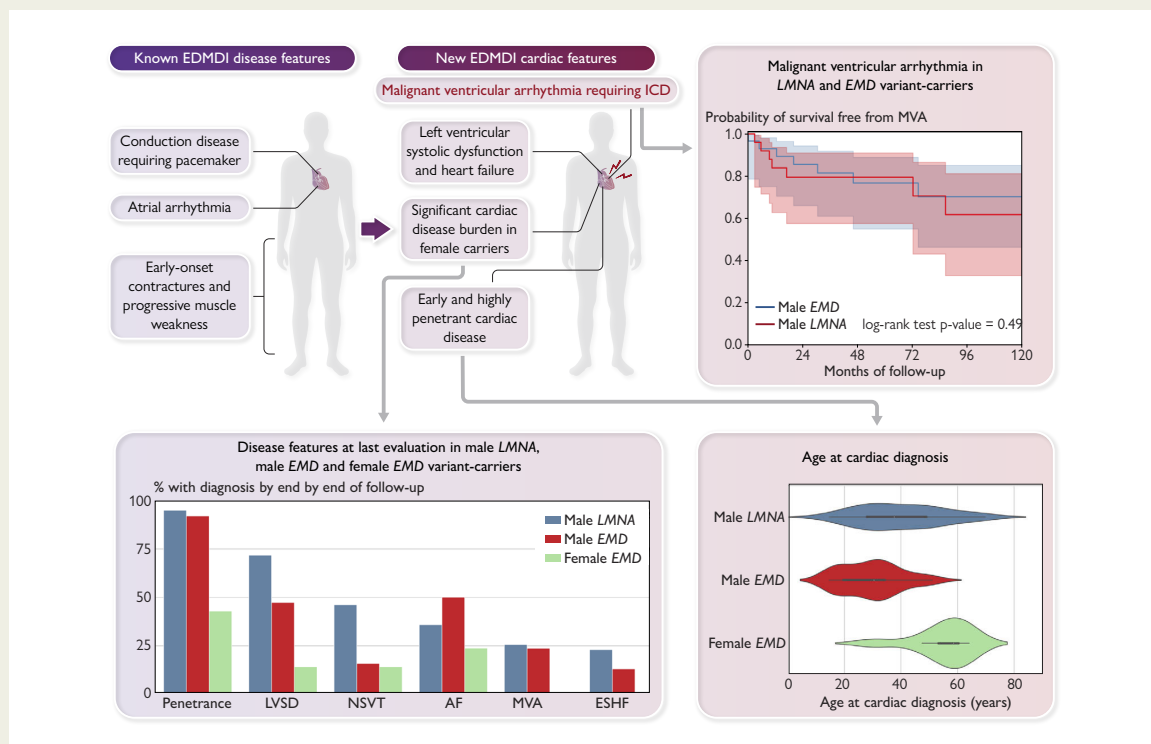 Known EDMDI disease features
Conduction disease
requiring pacemaker
Atrial arrhythmia
Early-onset
contractures and
progressive muscle
weakness
New EDMDI cardiac features
Malignant ventricular arrhythmia requiring ICD
Left ventricular
systolic dysfunction
and heart failure
Significant cardiac
disease burden in
female carriers
Early and highly
penetrant cardiac
disease
Malignant ventricular arrhythmia in
LMNA and EMD variant-carriers
Probability of survival free from MVA
1.0
0.8
0.6
0.4
0.2
0.0
Male EMD
Male LMNA log-rank test p-value = 0.49
0 24 48 72 96 120
Months of follow-up
Disease features at last evaluation in male LMNA,
male EMD and female EMD variant-carriers
% with diagnosis by end by end of follow-up
100
75
50
25
0
Male LMNA
Male EMD
Female EMD
Penetrance LVSD NSVT AF MVA ESHF
Age at cardiac diagnosis
Male LMNA
Male EMD
Female EMD
0 20 40 60 80
Age at cardiac diagnosis (years)